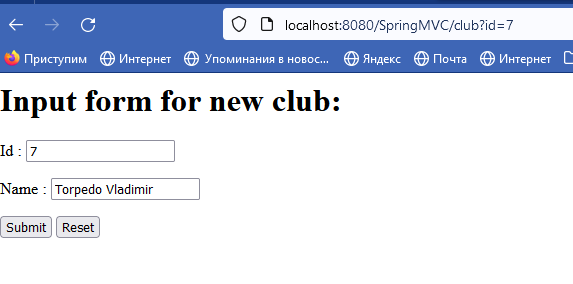 localhost:8080/SpringMVC/club?id=7
Приступим Интернет Упоминания в новос... Яндекс Почта Интернет
Input form for new club:
Id : 7
Name : Torpedo Vladimir
Submit Reset